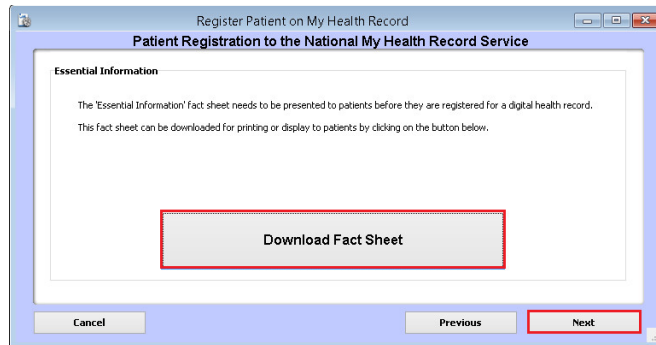 Register Patient on My Health Record
Patient Registration to the National My Health Record Service
Essential Information
The 'Essential Information' fact sheet needs to be presented to patients before they are registered for a digital health record.
This fact sheet can be downloaded for printing or display to patients by clicking on the button below.
Download Fact Sheet
Cancel Previous Next